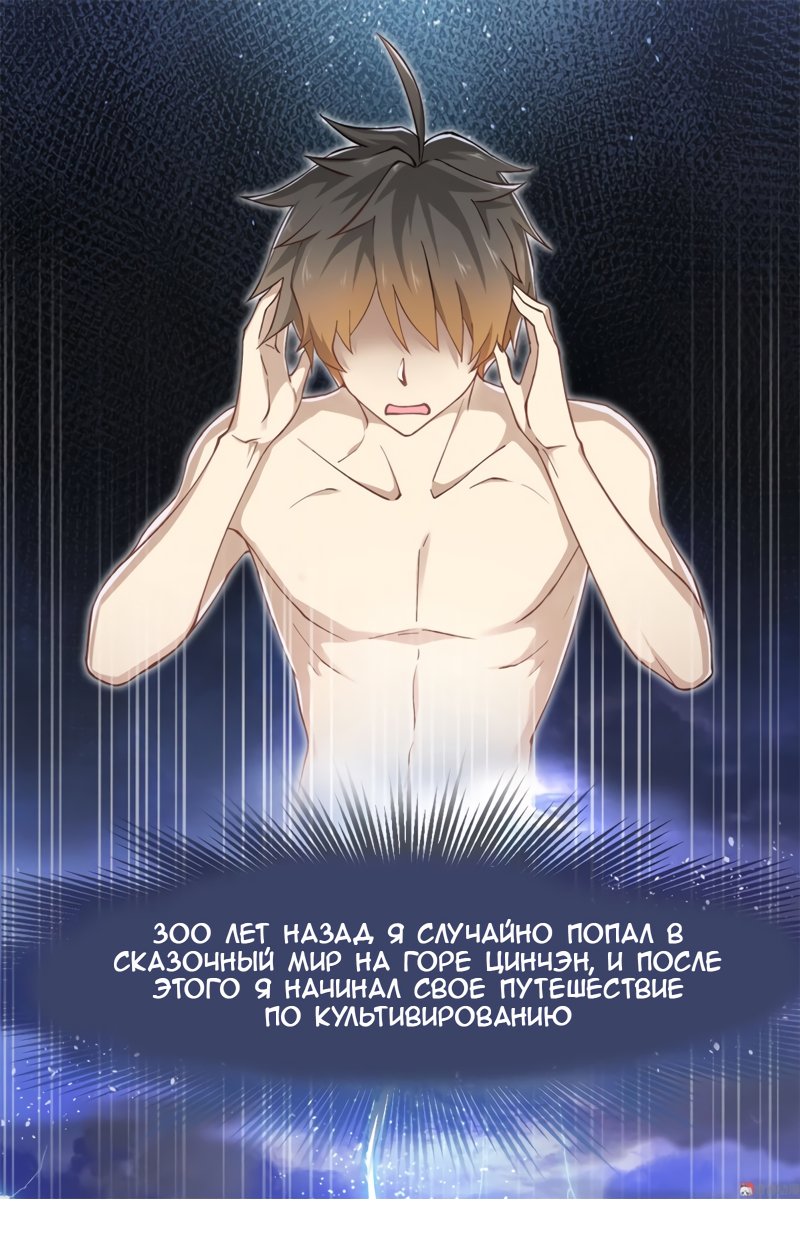 300 ЛЕТ НАЗАД Я СЛУЧАЙНО ПОПАЛ В
СКАЗОЧНЫЙ МИР НА ГОРЕ ЦИНЧЭН, И ПОСЛЕ
ЭТОГО Я НАЧИНАЛ СВОЕ ПУТЕШЕСТВИЕ
ПО КУЛЬТИВИРОВАНИЮ